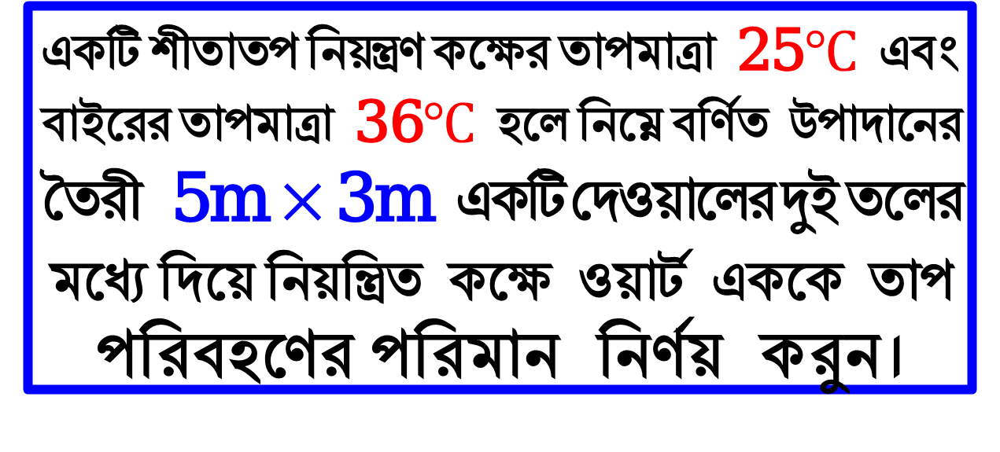 একটি শীতাতপ নিয়ন্ত্রণ কক্ষের তাপমাত্রা 25°C এবং
বাইরের তাপমাত্রা 36°C হলে নিম্নে বর্ণিত উপাদানের
তৈরী 5m × 3m একটি দেওয়ালের দুই তলের
মধ্যে দিয়ে নিয়ন্ত্রিত কক্ষে ওয়ার্ট এককে তাপ
পরিবহণের পরিমান নির্ণয় করুন।